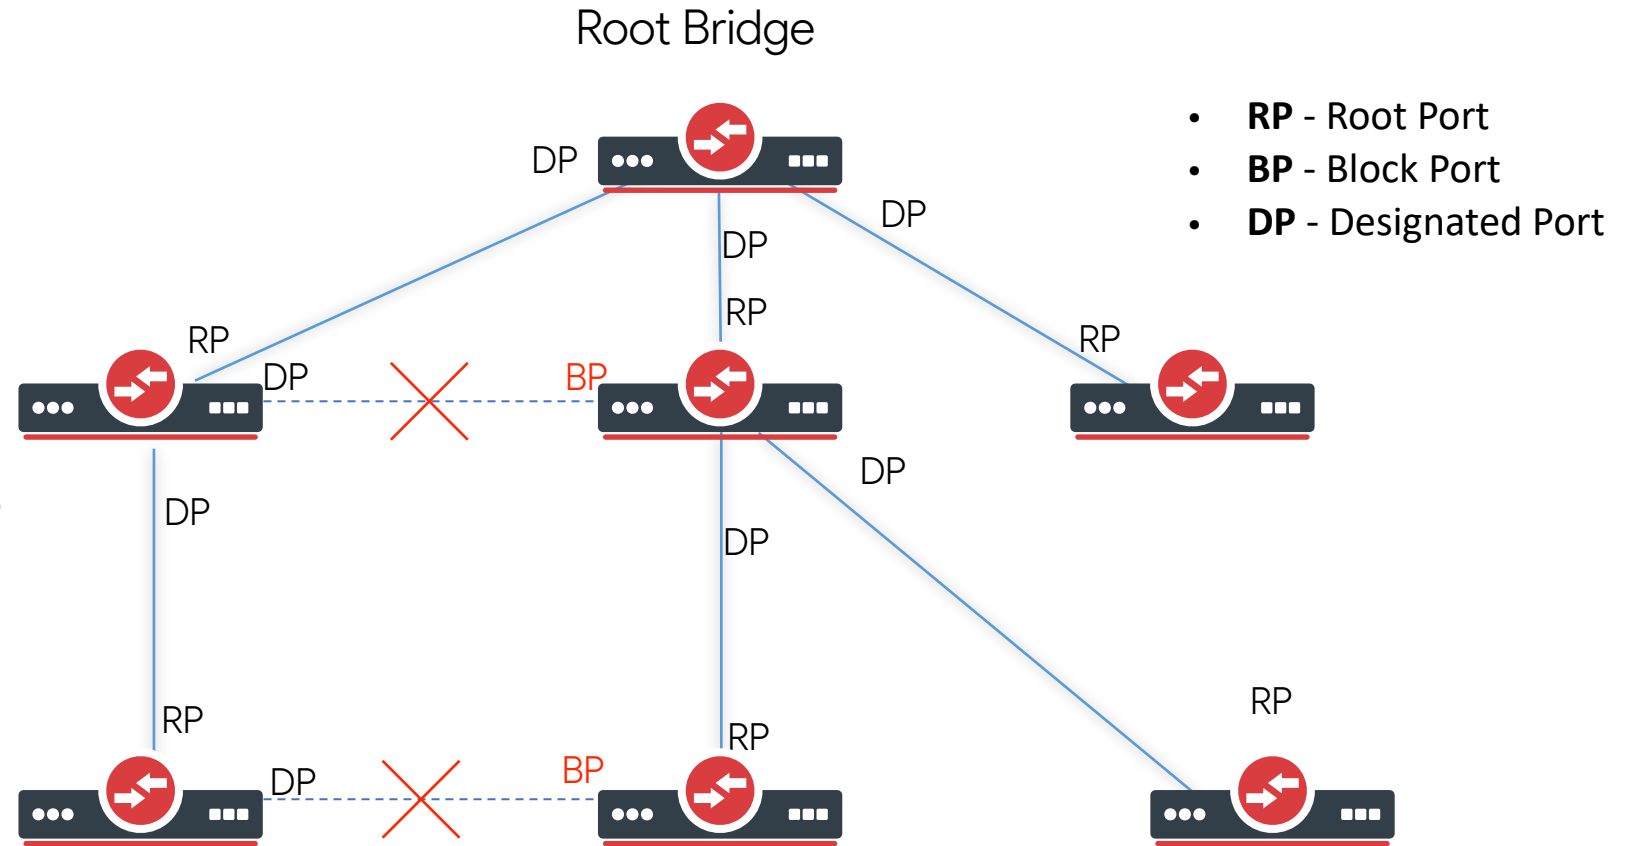 Root Bridge
• RP - Root Port
• BP - Block Port
• DP - Designated Port
DP
DP
DP
RP
RP
RP
DP
BP
DP
DP
DP
RP
RP
RP
DP
BP